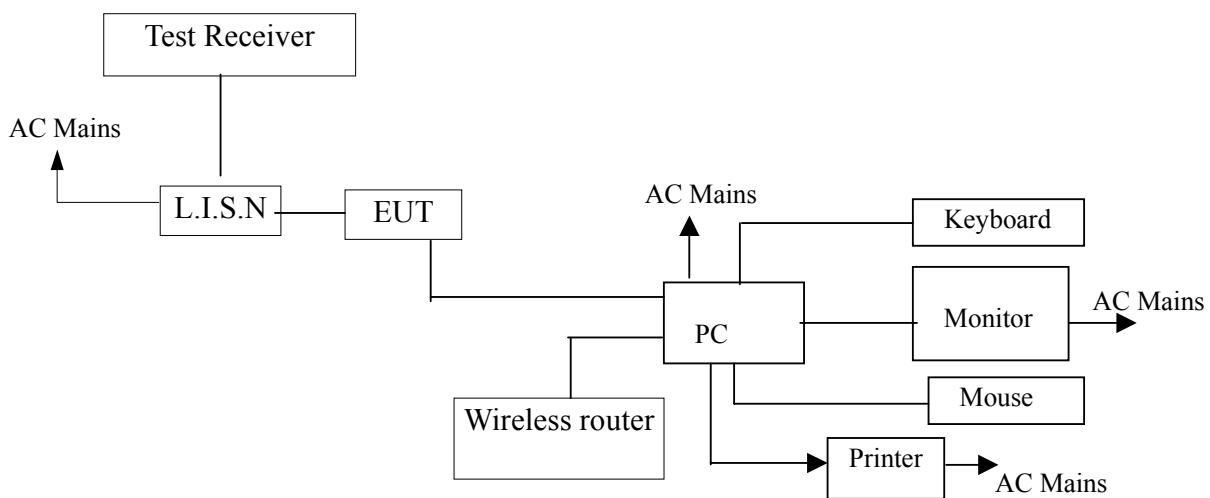 Test Receiver
AC Mains
L.I.S.N
EUT
AC Mains
Keyboard
Monitor
AC Mains
PC
Mouse
Wireless router
Printer
AC Mains